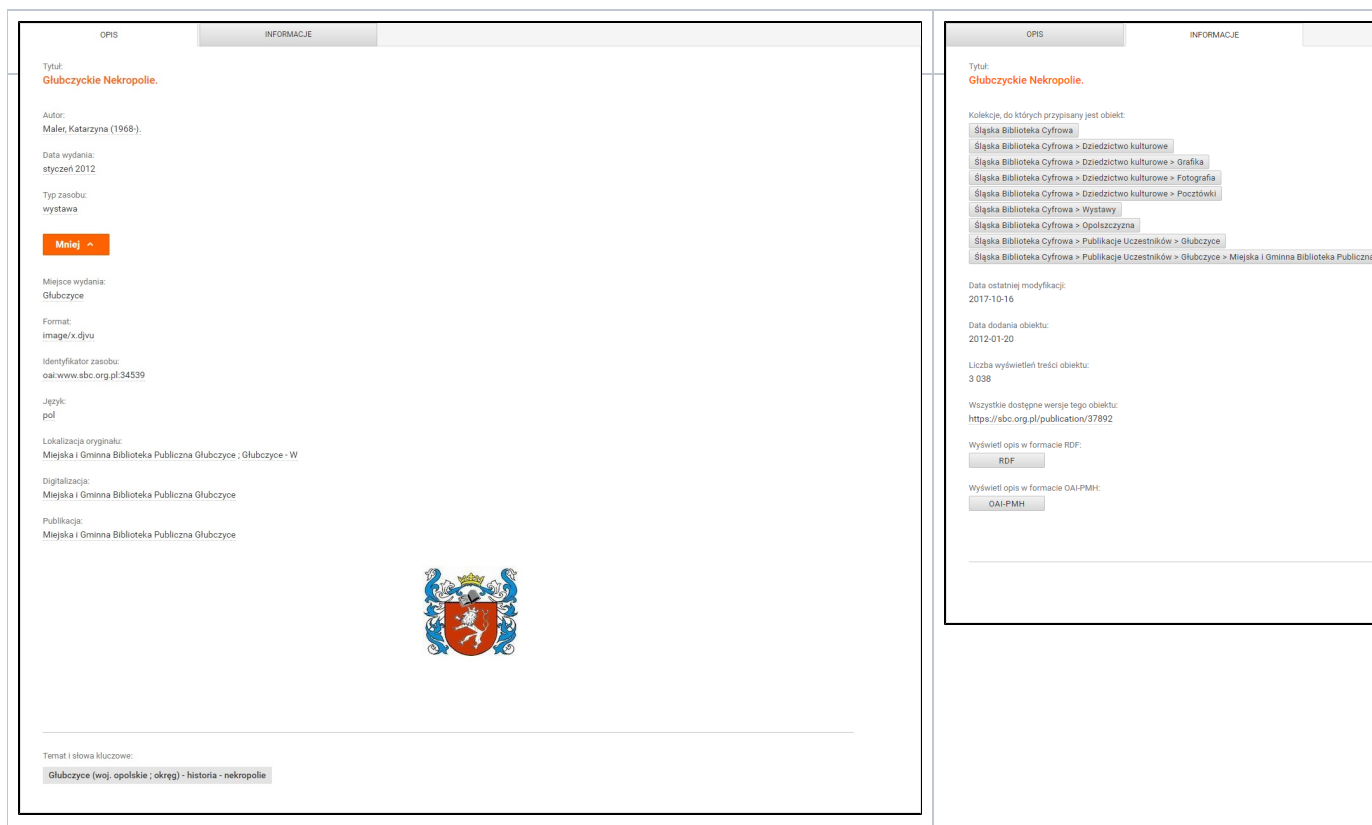 OPIS
INFORMACJE
Tytuł:
Głubczyckie Nekropolie.
Autor:
Maler, Katarzyna (1968-).
Data wydania:
styczeń 2012
Typ zasobu:
wystawa
Mniej
Miejsce wydania:
Głubczyce
Format:
image/x.djvu
Identyfikator zasobu:
oai:www.sbc.org.pl:34539
Język:
pol
Lokalizacja oryginału:
Miejska i Gminna Biblioteka Publiczna Głubczyce ; Głubczyce - W
Digitalizacja:
Miejska i Gminna Biblioteka Publiczna Głubczyce
Publikacja:
Miejska i Gminna Biblioteka Publiczna Głubczyce
Temat i słowa kluczowe:
Głubczyce (woj. opolskie ; okręg) - historia - nekropolie
OPIS
INFORMACJE
Tytuł:
Głubczyckie Nekropolie.
Kolekcje, do których przypisany jest obiekt:
Śląska Biblioteka Cyfrowa
Śląska Biblioteka Cyfrowa > Dziedzictwo kulturowe
Śląska Biblioteka Cyfrowa > Dziedzictwo kulturowe > Grafika
Śląska Biblioteka Cyfrowa > Dziedzictwo kulturowe > Fotografia
Śląska Biblioteka Cyfrowa > Dziedzictwo kulturowe > Pocztówki
Śląska Biblioteka Cyfrowa > Wystawy
Śląska Biblioteka Cyfrowa > Opolszczyzna
Śląska Biblioteka Cyfrowa > Publikacje Uczestników > Głubczyce
Śląska Biblioteka Cyfrowa > Publikacje Uczestników > Głubczyce > Miejska i Gminna Biblioteka Publiczna
Data ostatniej modyfikacji:
2017-10-16
Data dodania obiektu:
2012-01-20
Liczba wyświetleń treści obiektu:
3 038
Wszystkie dostępne wersje tego obiektu:
https://sbc.org.pl/publication/37892
Wyświetl opis w formacie RDF:
RDF
Wyświetl opis w formacie OAI-PMH:
OAI-PMH